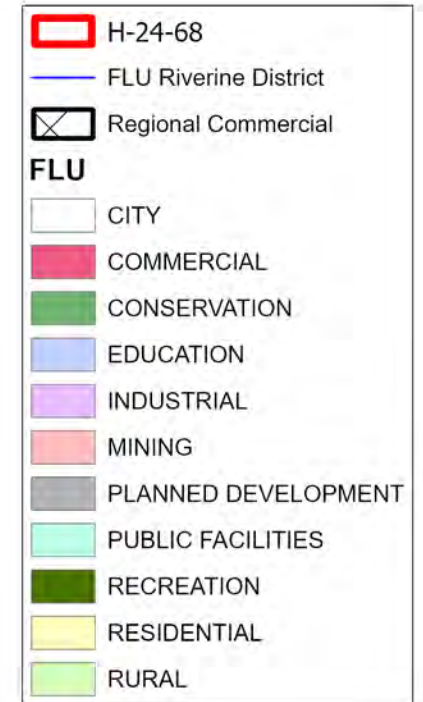 H-24-68
FLU Riverine District
Regional Commercial
FLU
CITY
COMMERCIAL
CONSERVATION
EDUCATION
INDUSTRIAL
MINING
PLANNED DEVELOPMENT
PUBLIC FACILITIES
RECREATION
RESIDENTIAL
RURAL